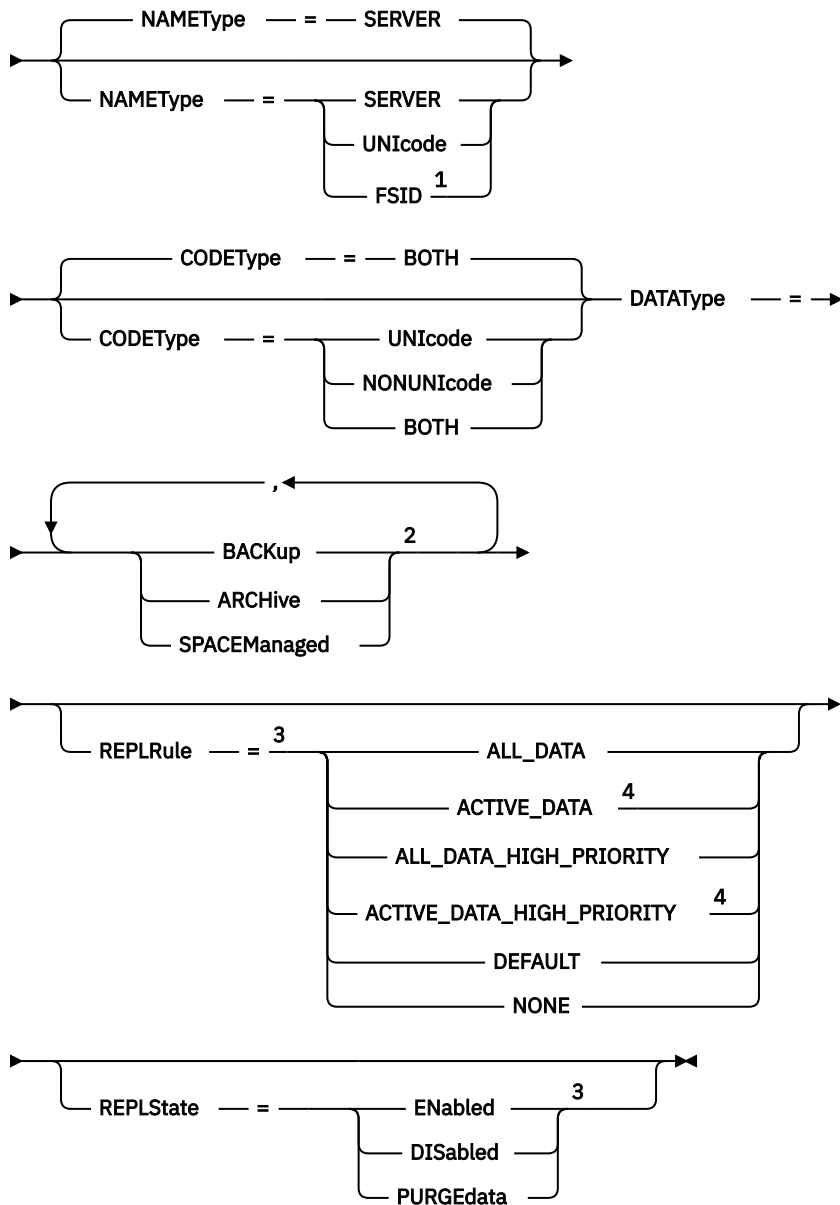 NAMEType = SERVER
NAMEType = SERVER
UNIcode
FSID 1
CODEType = BOTH
DATAType =
CODEType = UNIcode
NONUNIcode
BOTH
,
BACKup 2
ARCHive
SPACEManaged
REPLRule = 3 ALL_DATA
ACTIVE_DATA 4
ALL_DATA_HIGH_PRIORITY
ACTIVE_DATA_HIGH_PRIORITY 4
DEFAULT
NONE
REPLState = ENabled 3
DISabled
PURGEdata